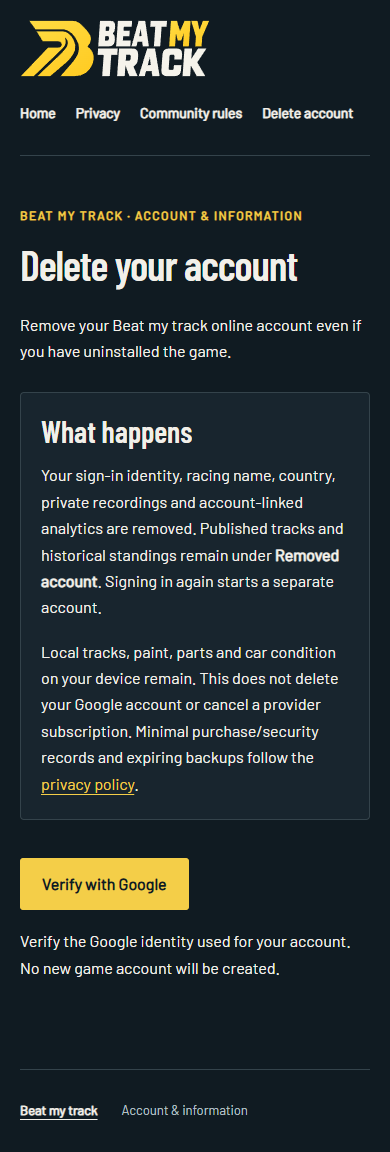 BEAT MY
TRACK
Home Privacy Community rules Delete account
BEAT MY TRACK · ACCOUNT & INFORMATION
Delete your account
Remove your Beat my track online account even if
you have uninstalled the game.
What happens
Your sign-in identity, racing name, country,
private recordings and account-linked
analytics are removed. Published tracks and
historical standings remain under Removed
account. Signing in again starts a separate
account.
Local tracks, paint, parts and car condition
on your device remain. This does not delete
your Google account or cancel a provider
subscription. Minimal purchase/security
records and expiring backups follow the
privacy policy.
Verify with Google
Verify the Google identity used for your account.
No new game account will be created.
Beat my track Account & information